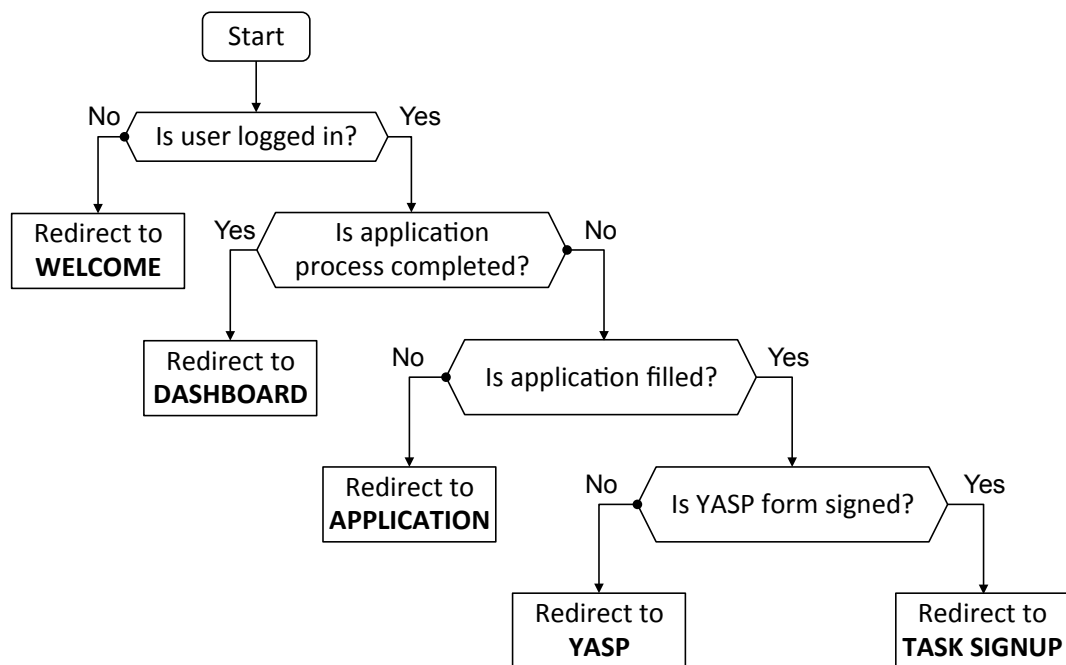 Start
No
Yes
Is user logged in?
Redirect to
WELCOME
Yes
Is application
process completed?
No
Redirect to
DASHBOARD
No
Is application filled?
Yes
Redirect to
APPLICATION
No
Is YASP form signed?
Yes
Redirect to
YASP
Redirect to
TASK SIGNUP